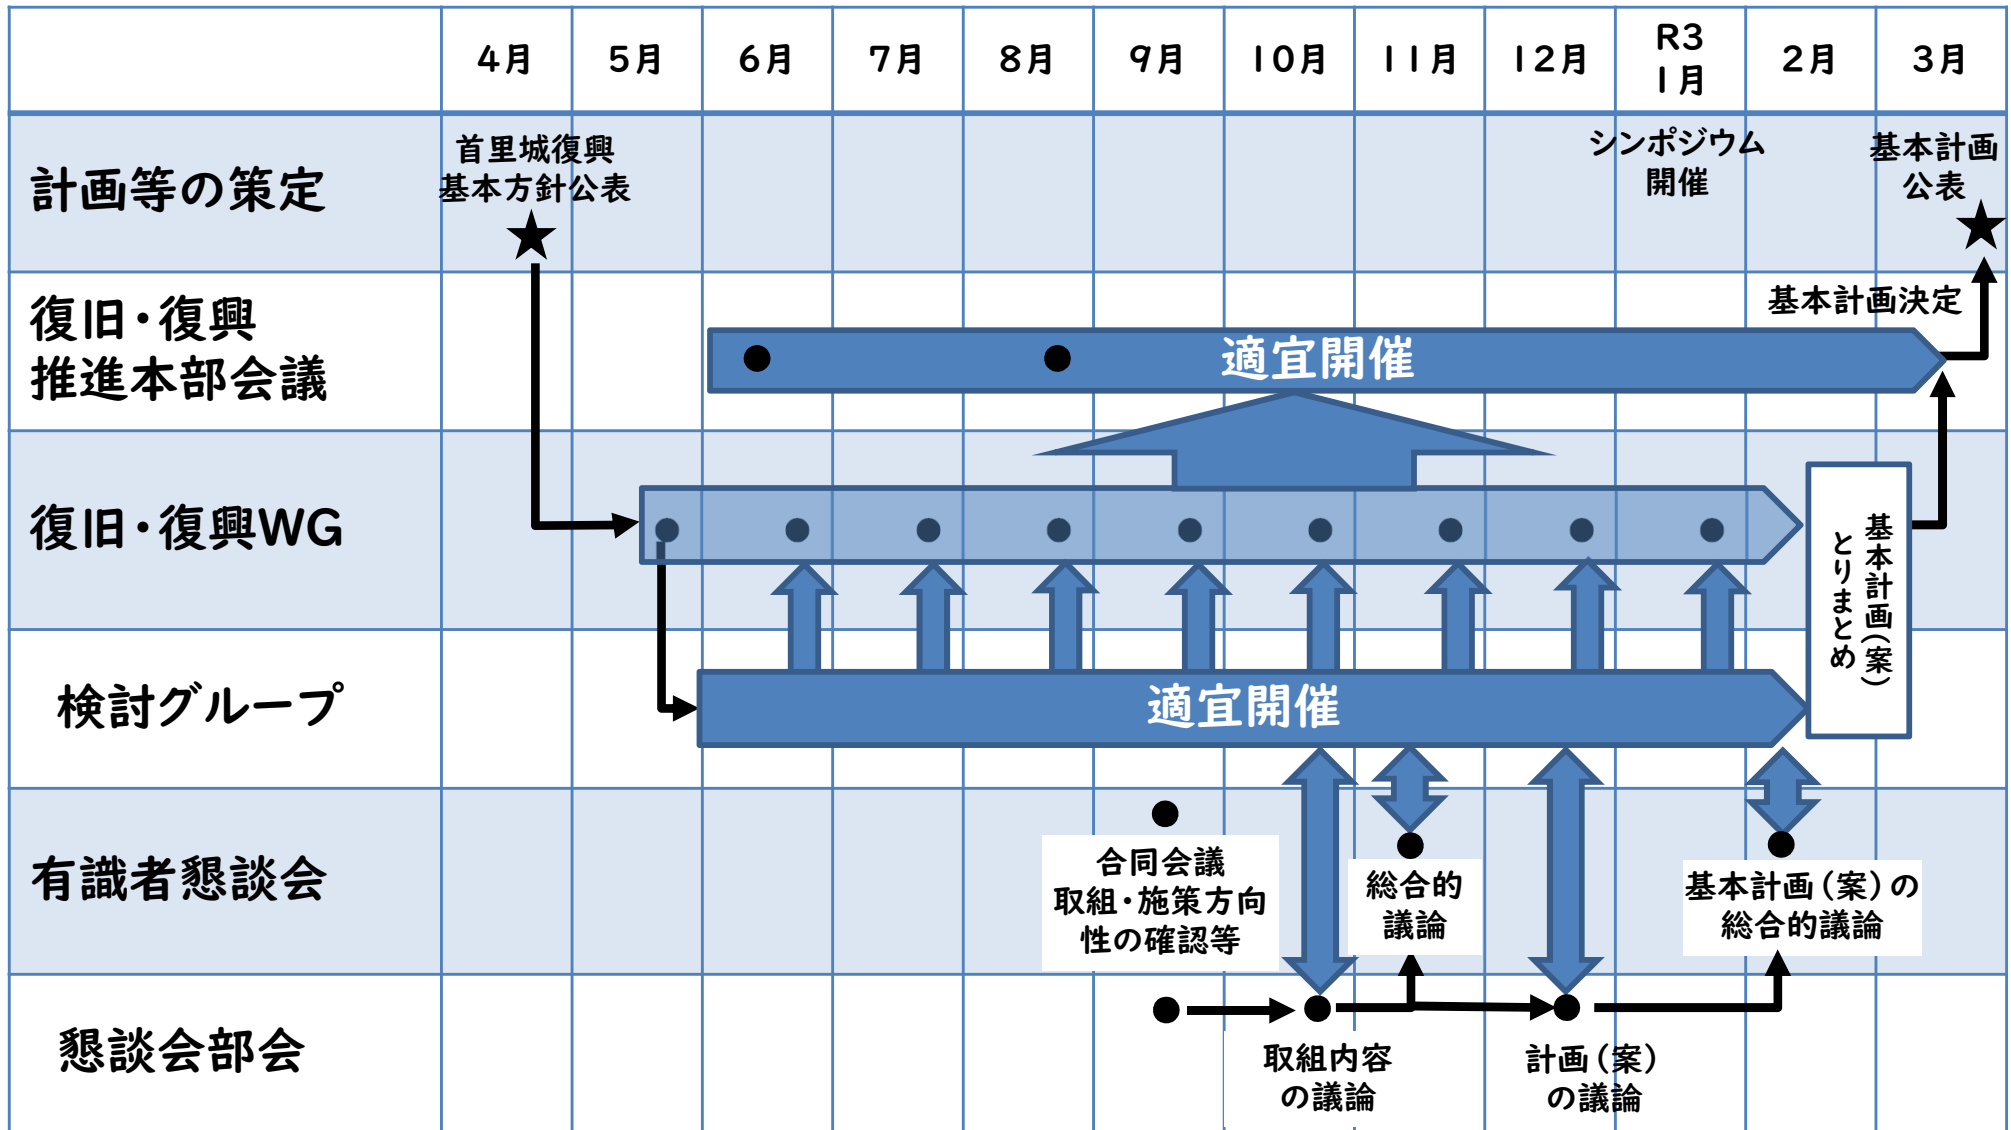 4月
5月
6月
7月
8月
9月
10月
11月
12月
R3
1月
2月
3月
計画等の策定
首里城復興
基本方針公表
シンポジウム
開催
基本計画
公表
復旧・復興
推進本部会議
適宜開催
基本計画決定
復旧・復興WG
基本計画（案）
とりまとめ
検討グループ
適宜開催
有識者懇談会
合同会議
取組・施策方向
性の確認等
総合的
議論
基本計画（案）の
総合的議論
懇談会部会
取組内容
の議論
計画（案）
の議論